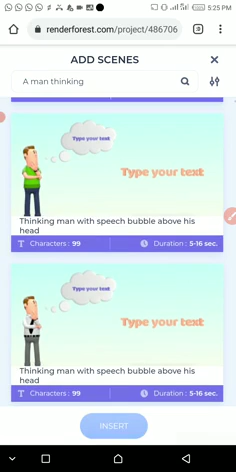 5:25 PM
renderforest.com/project/486706
ADD SCENES
A man thinking
Type your text
Type your text
Thinking man with speech bubble above his
head
Characters : 99
Duration : 5-16 sec.
Type your text
Type your text
Thinking man with speech bubble above his
head
Characters : 99
Duration : 5-16 sec.
INSERT